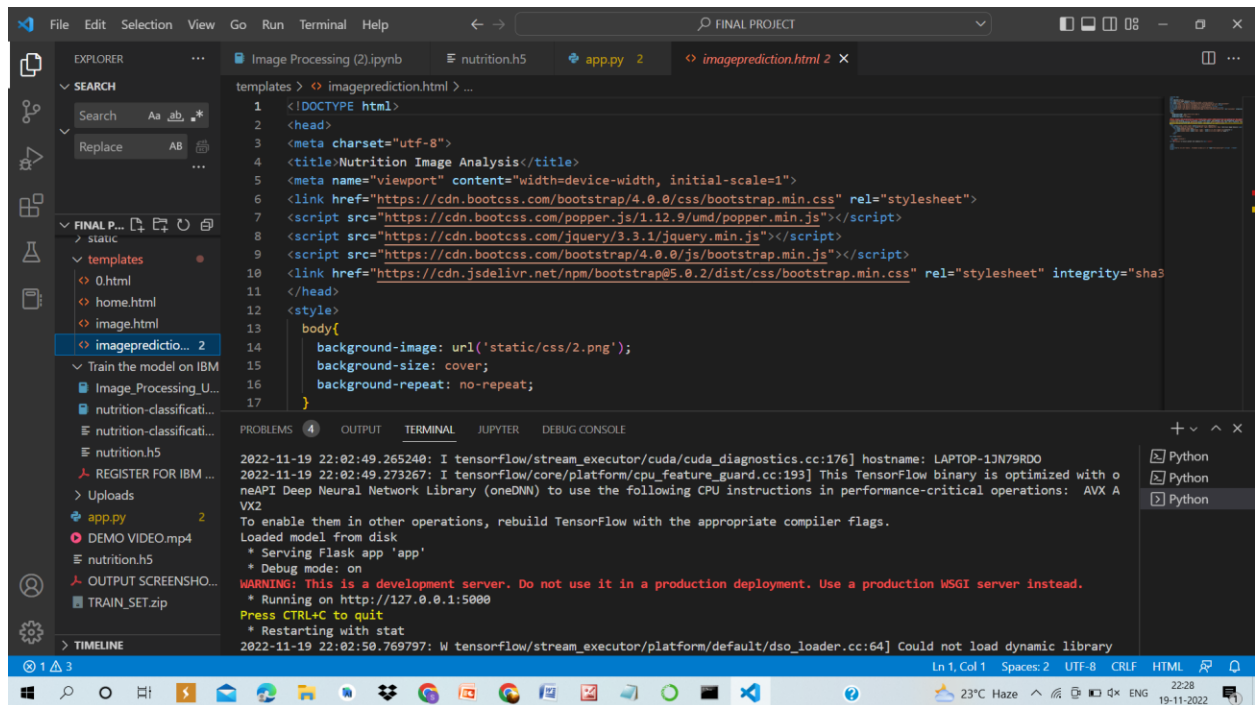 File Edit Selection View Go Run Terminal Help
FINAL PROJECT
EXPLORER
SEARCH
Search Aa ab .*
Replace AB
FINAL P...
static
templates
0.html
home.html
image.html
imagepredictio... 2
Train the model on IBM
Image_Processing_U...
nutrition-classificati...
nutrition-classificati...
nutrition.h5
REGISTER FOR IBM ...
Uploads
app.py 2
DEMO VIDEO.mp4
nutrition.h5
OUTPUT SCREENSHO...
TRAIN_SET.zip
TIMELINE
Image Processing (2).ipynb nutrition.h5 app.py 2 imageprediction.html 2
templates > imageprediction.html > ...
1 <!DOCTYPE html>
2 <head>
3 <meta charset="utf-8">
4 <title>Nutrition Image Analysis</title>
5 <meta name="viewport" content="width=device-width, initial-scale=1">
6 <link href="https://cdn.bootcss.com/bootstrap/4.0.0/css/bootstrap.min.css" rel="stylesheet">
7 <script src="https://cdn.bootcss.com/popper.js/1.12.9/umd/popper.min.js"></script>
8 <script src="https://cdn.bootcss.com/jquery/3.3.1/jquery.min.js"></script>
9 <script src="https://cdn.bootcss.com/bootstrap/4.0.0/js/bootstrap.min.js"></script>
10 <link href="https://cdn.jsdelivr.net/npm/bootstrap@5.0.2/dist/css/bootstrap.min.css" rel="stylesheet" integrity="sha3
11 </head>
12 <style>
13 body{
14 background-image: url('static/css/2.png');
15 background-size: cover;
16 background-repeat: no-repeat;
17 }
PROBLEMS 4 OUTPUT TERMINAL JUPYTER DEBUG CONSOLE
2022-11-19 22:02:49.265240: I tensorflow/stream_executor/cuda/cuda_diagnostics.cc:176] hostname: LAPTOP-1JN79RDO
2022-11-19 22:02:49.273267: I tensorflow/core/platform/cpu_feature_guard.cc:193] This TensorFlow binary is optimized with o
neAPI Deep Neural Network Library (oneDNN) to use the following CPU instructions in performance-critical operations: AVX A
VX2
To enable them in other operations, rebuild TensorFlow with the appropriate compiler flags.
Loaded model from disk
* Serving Flask app 'app'
* Debug mode: on
WARNING: This is a development server. Do not use it in a production deployment. Use a production WSGI server instead.
* Running on http://127.0.0.1:5000
Press CTRL+C to quit
* Restarting with stat
2022-11-19 22:02:50.769797: W tensorflow/stream_executor/platform/default/dso_loader.cc:64] Could not load dynamic library
Python
Python
Python
1 3
Ln 1, Col 1 Spaces: 2 UTF-8 CRLF HTML
23°C Haze ENG 22:28
19-11-2022